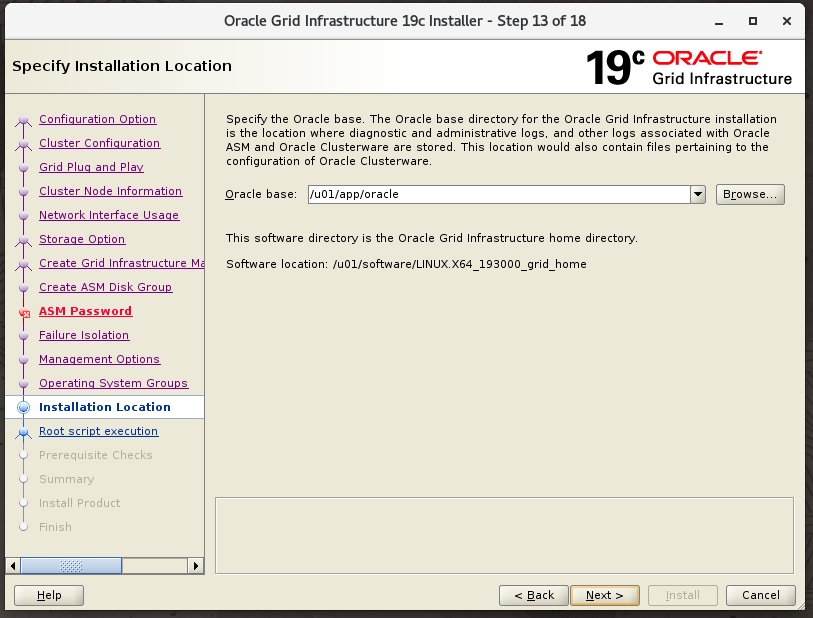 Oracle Grid Infrastructure 19c Installer - Step 13 of 18
Specify Installation Location
19c ORACLE
Grid Infrastructure
Configuration Option
Cluster Configuration
Grid Plug and Play
Cluster Node Information
Network Interface Usage
Storage Option
Create Grid Infrastructure Ma
Create ASM Disk Group
ASM Password
Failure Isolation
Management Options
Operating System Groups
Installation Location
Root script execution
Prerequisite Checks
Summary
Install Product
Finish
Specify the Oracle base. The Oracle base directory for the Oracle Grid Infrastructure installation
is the location where diagnostic and administrative logs, and other logs associated with Oracle
ASM and Oracle Clusterware are stored. This location would also contain files pertaining to the
configuration of Oracle Clusterware.
Oracle base: /u01/app/oracle Browse...
This software directory is the Oracle Grid Infrastructure home directory.
Software location: /u01/software/LINUX.X64_193000_grid_home
Help < Back Next > Install Cancel